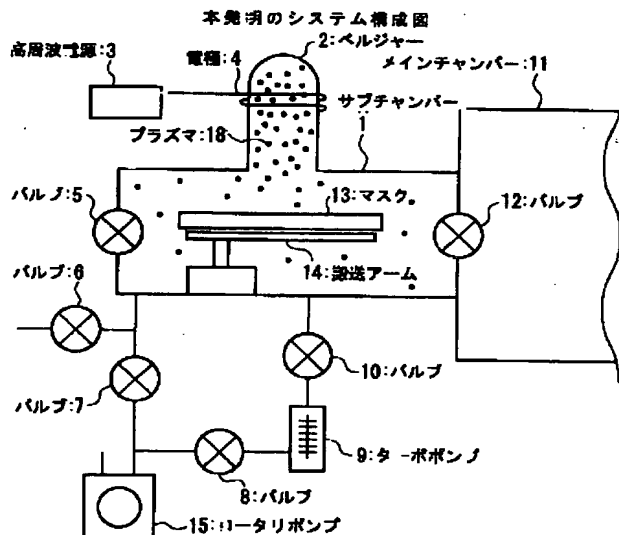 本発明のシステム構成図
2:ベルジャー
高周波電源:3
電極:4
メインチャンバー:11
サブチャンバー
1
プラズマ:18
バルブ:5
13:マスク
12:バルブ
14:搬送アーム
バルブ:6
10:バルブ
バルブ:7
9:ターボポンプ
8:バルブ
15:ロータリポンプ